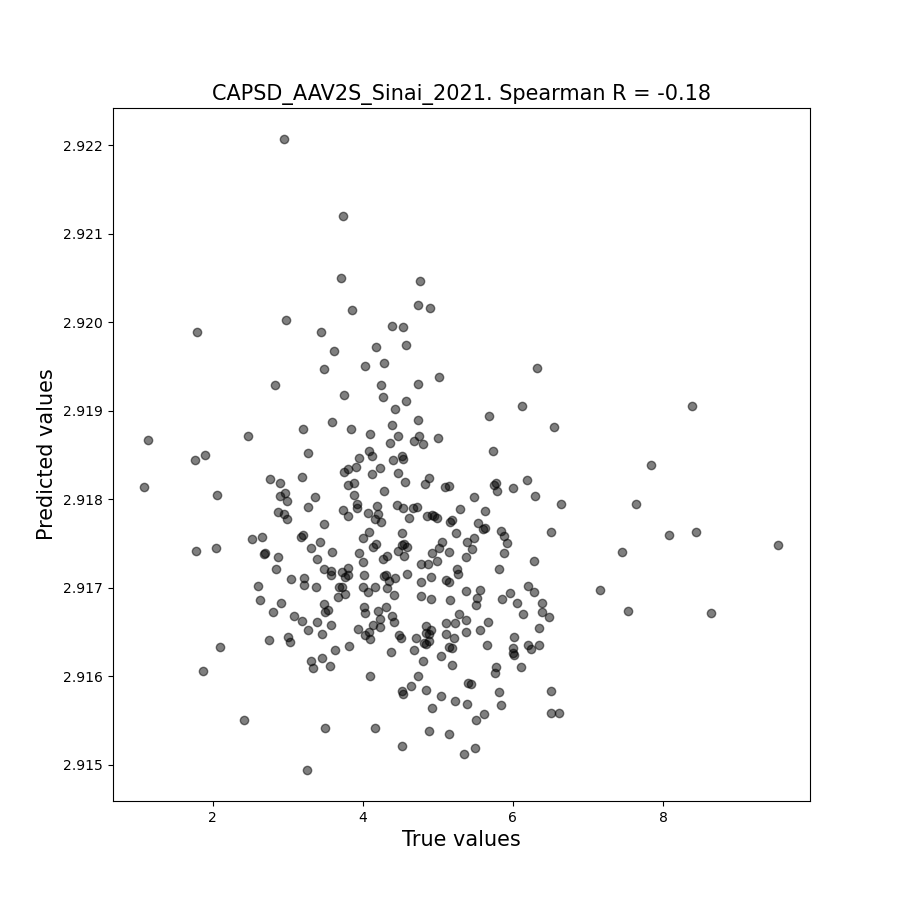 CAPSD_AAV2S_Sinai_2021. Spearman R = -0.18
2.922
2.921
2.920
2.919
2.918
2.917
2.916
2.915
Predicted values
2 4 6 8
True values